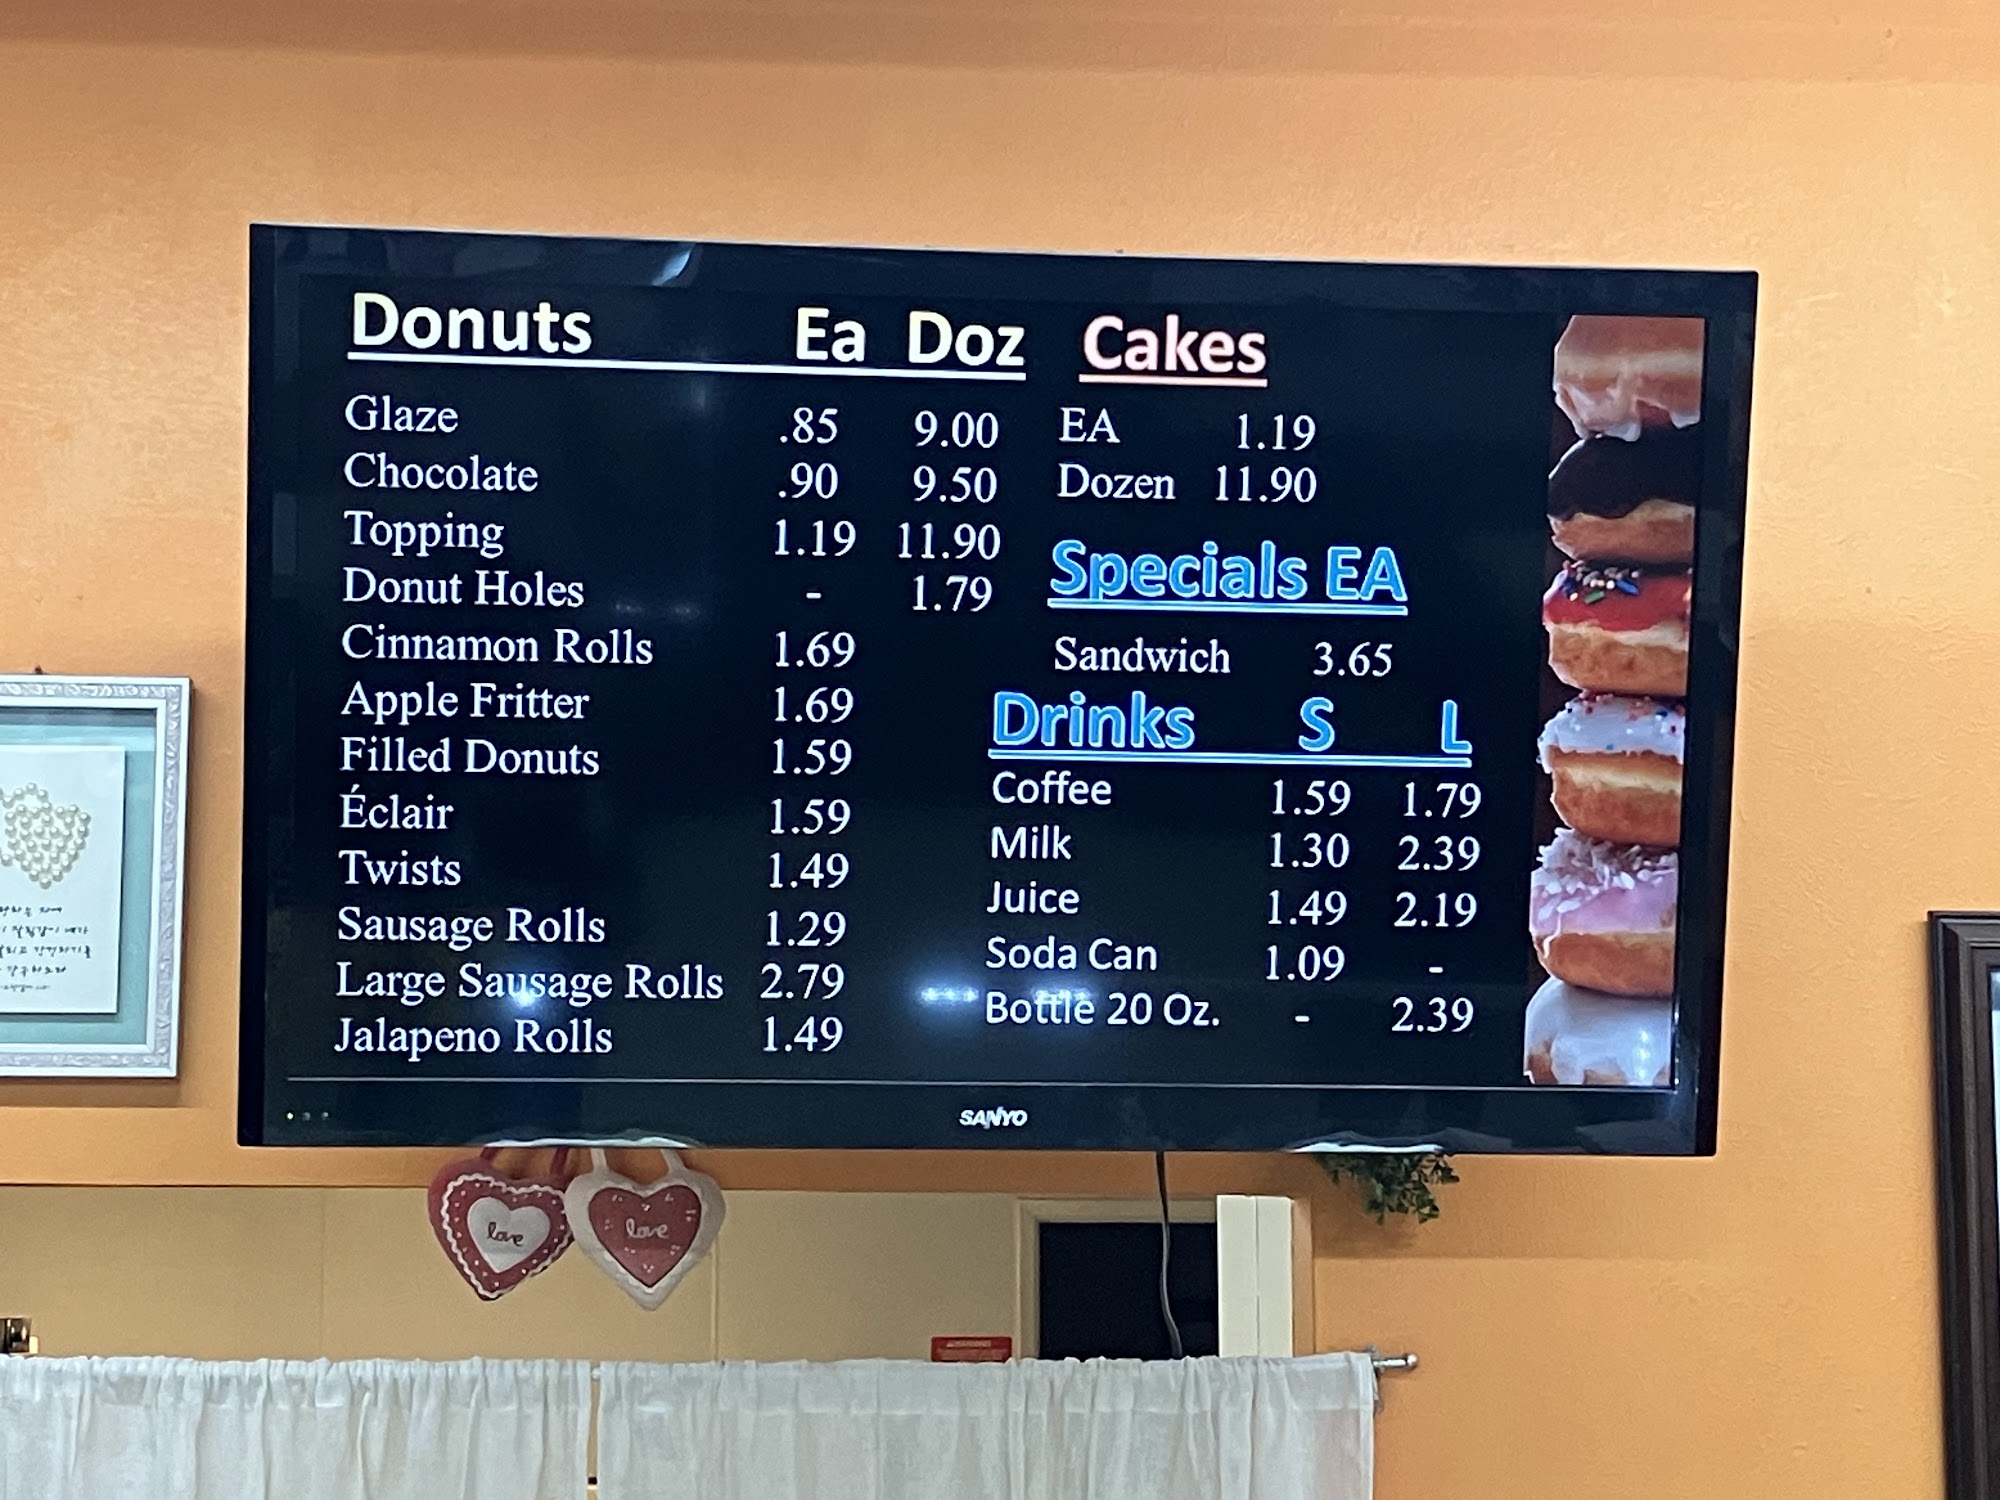 Donuts Ea Doz
Glaze .85 9.00
Chocolate .90 9.50
Topping 1.19 11.90
Donut Holes - 1.79
Cinnamon Rolls 1.69
Apple Fritter 1.69
Filled Donuts 1.59
Éclair 1.59
Twists 1.49
Sausage Rolls 1.29
Large Sausage Rolls 2.79
Jalapeno Rolls 1.49
Cakes
EA 1.19
Dozen 11.90
Specials EA
Sandwich 3.65
Drinks S L
Coffee 1.59 1.79
Milk 1.30 2.39
Juice 1.49 2.19
Soda Can 1.09 -
Bottle 20 Oz. - 2.39
SANYO
love
love